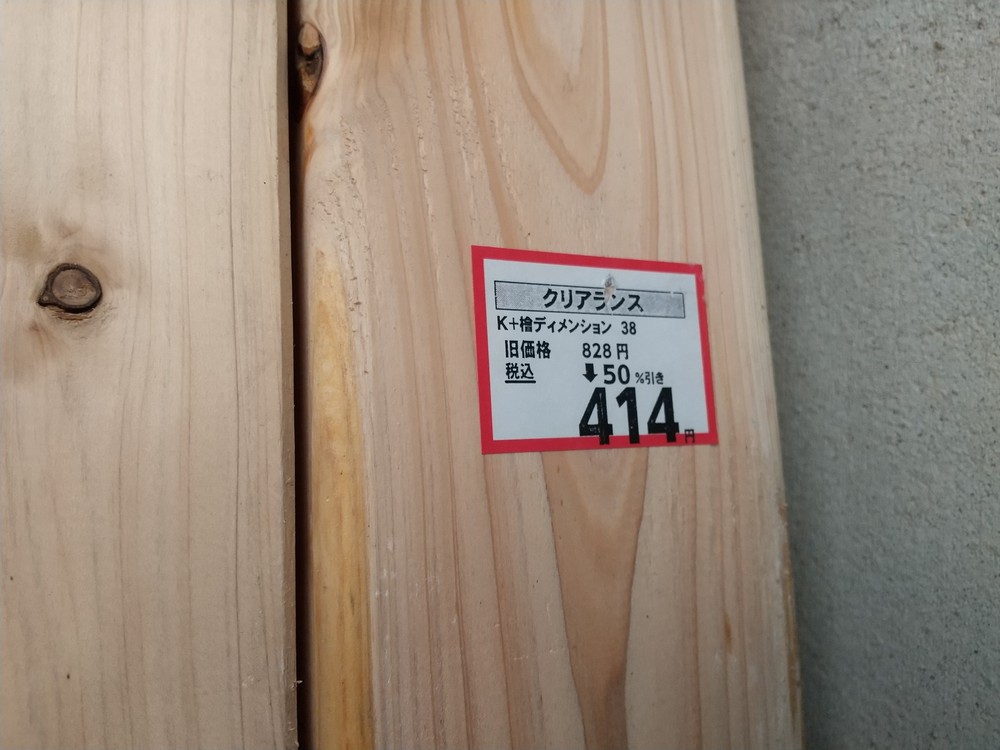 クリアランス
K+檜ディメンション 38
旧価格 828円
税込 ⬇50%引き
414円